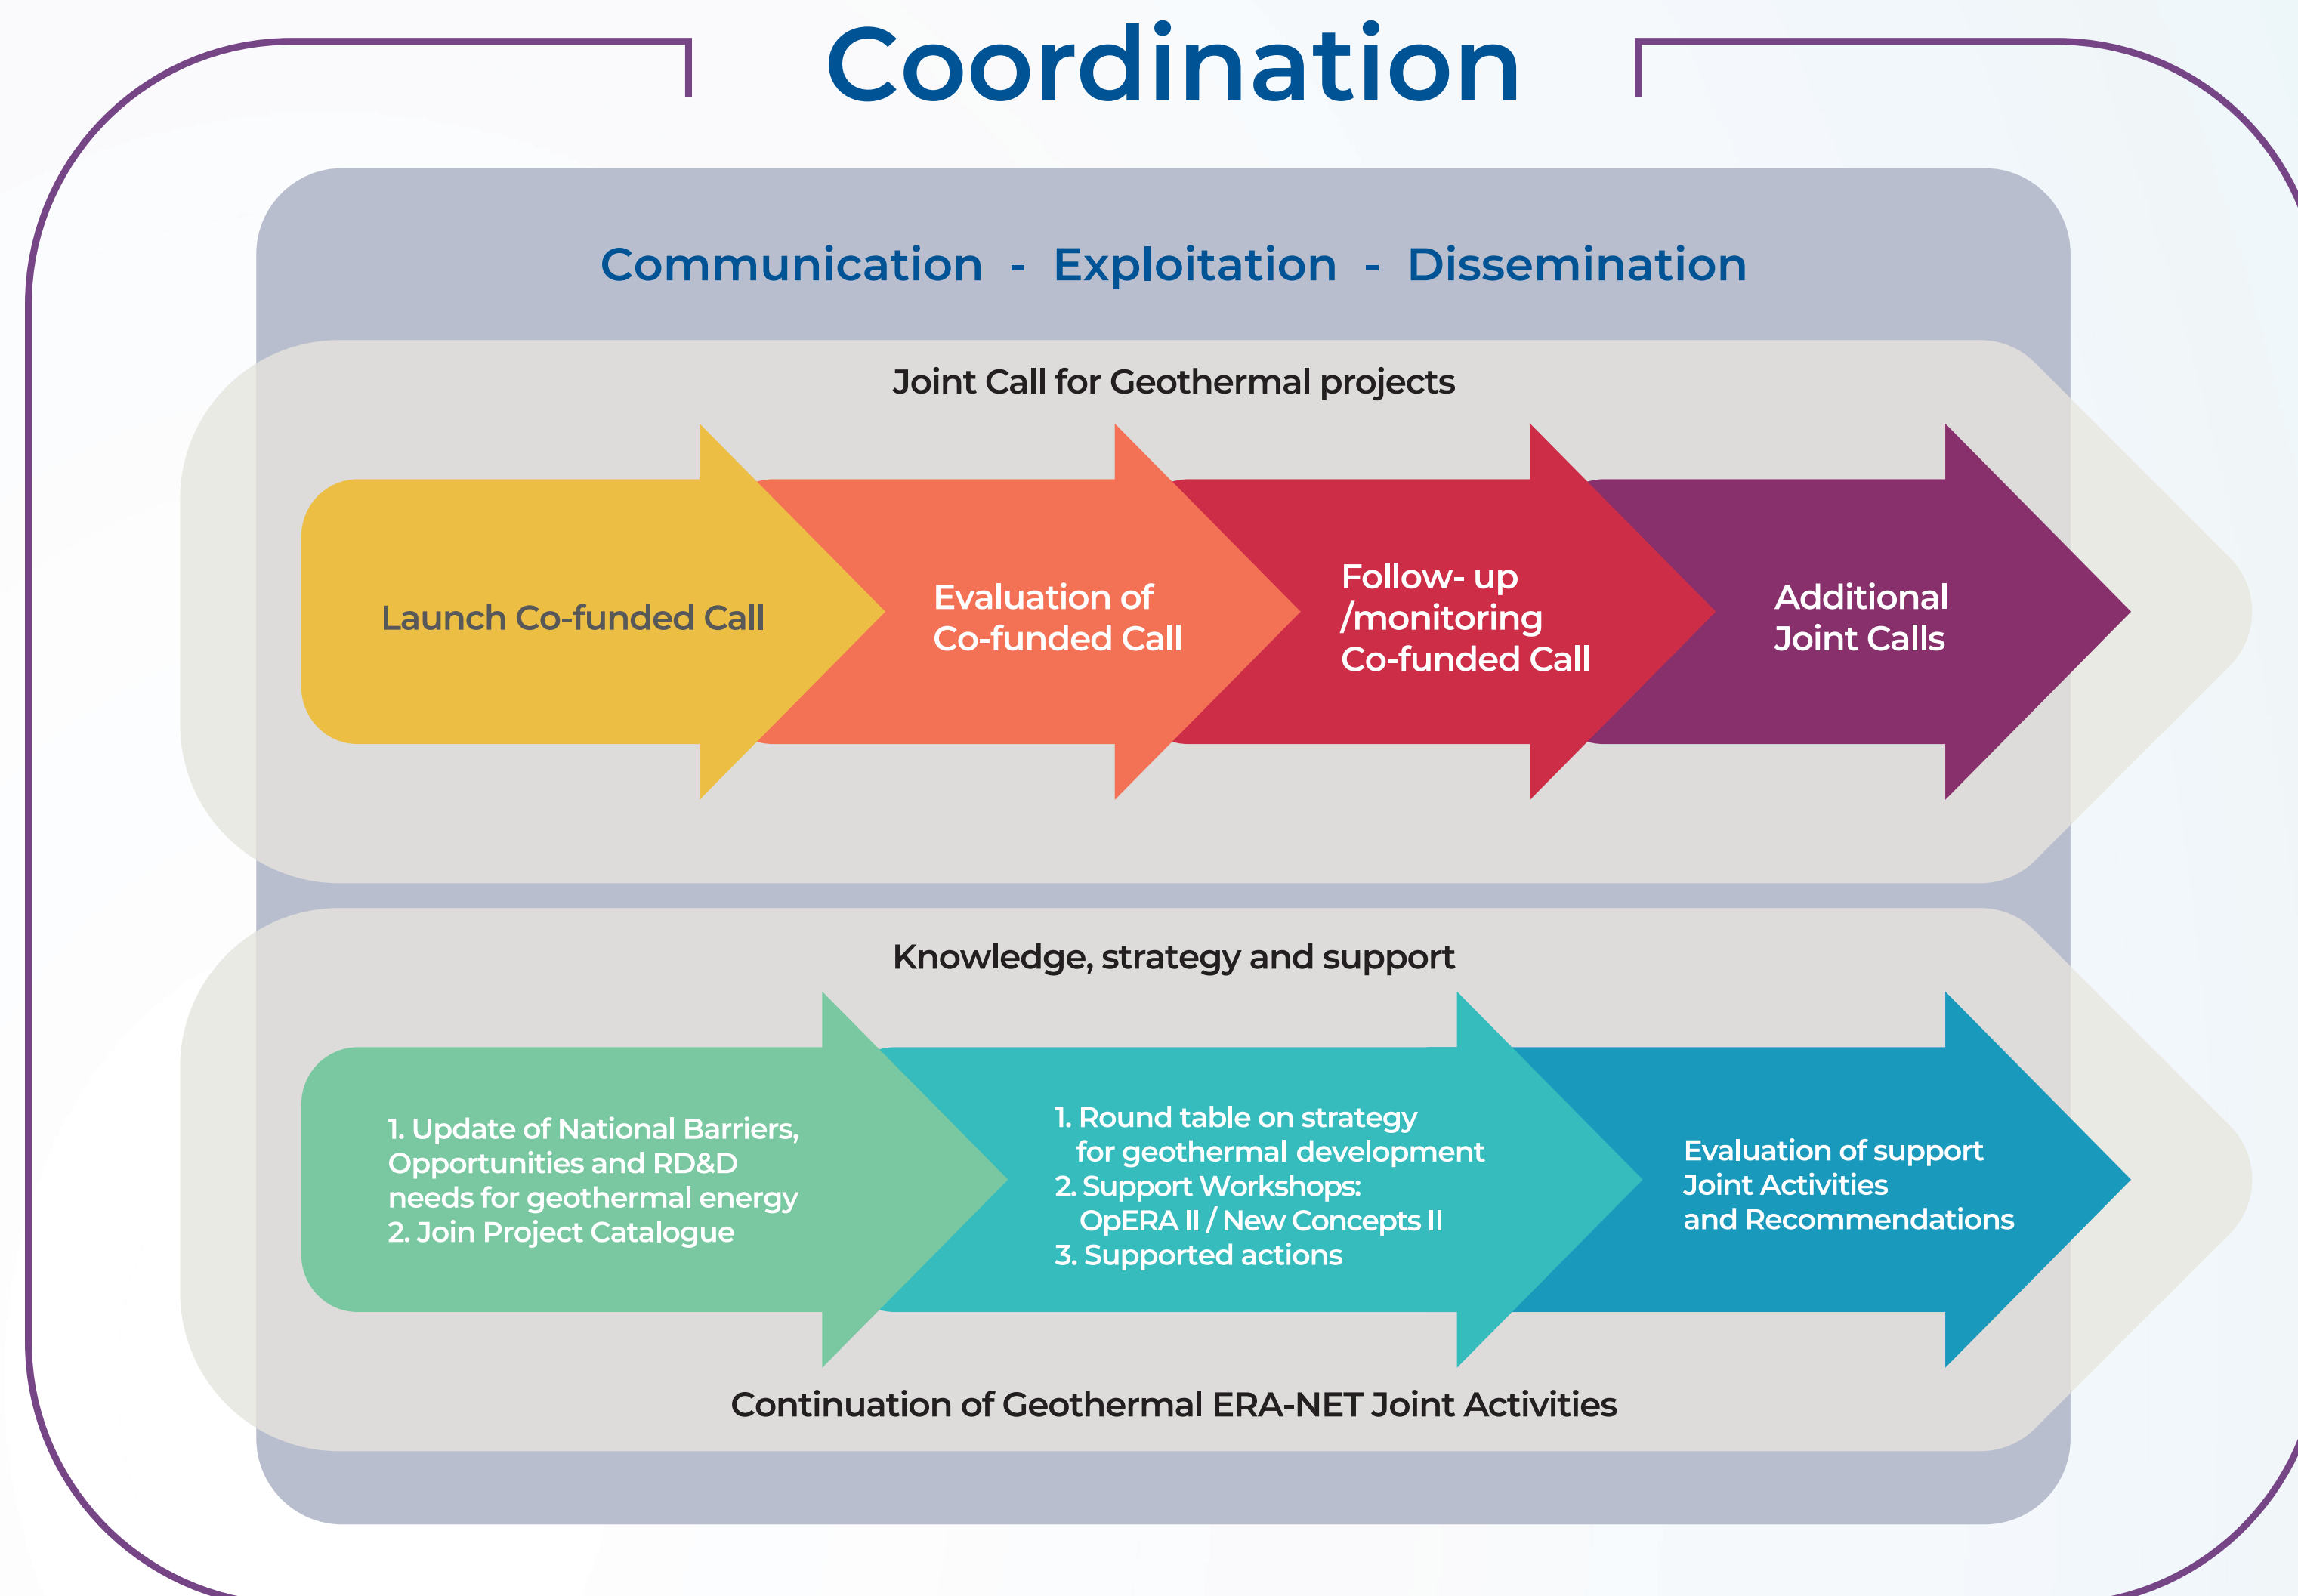 Coordination
Communication - Exploitation - Dissemination
Joint Call for Geothermal projects
Launch Co-funded Call
Evaluation of
Co-funded Call
Follow- up
/monitoring
Co-funded Call
Additional
Joint Calls
Knowledge, strategy and support
1. Update of National Barriers,
Opportunities and RD&D
needs for geothermal energy
2. Join Project Catalogue
1. Round table on strategy
for geothermal development
2. Support Workshops:
OpERA II / New Concepts II
3. Supported actions
Evaluation of support
Joint Activities
and Recommendations
Continuation of Geothermal ERA-NET Joint Activities